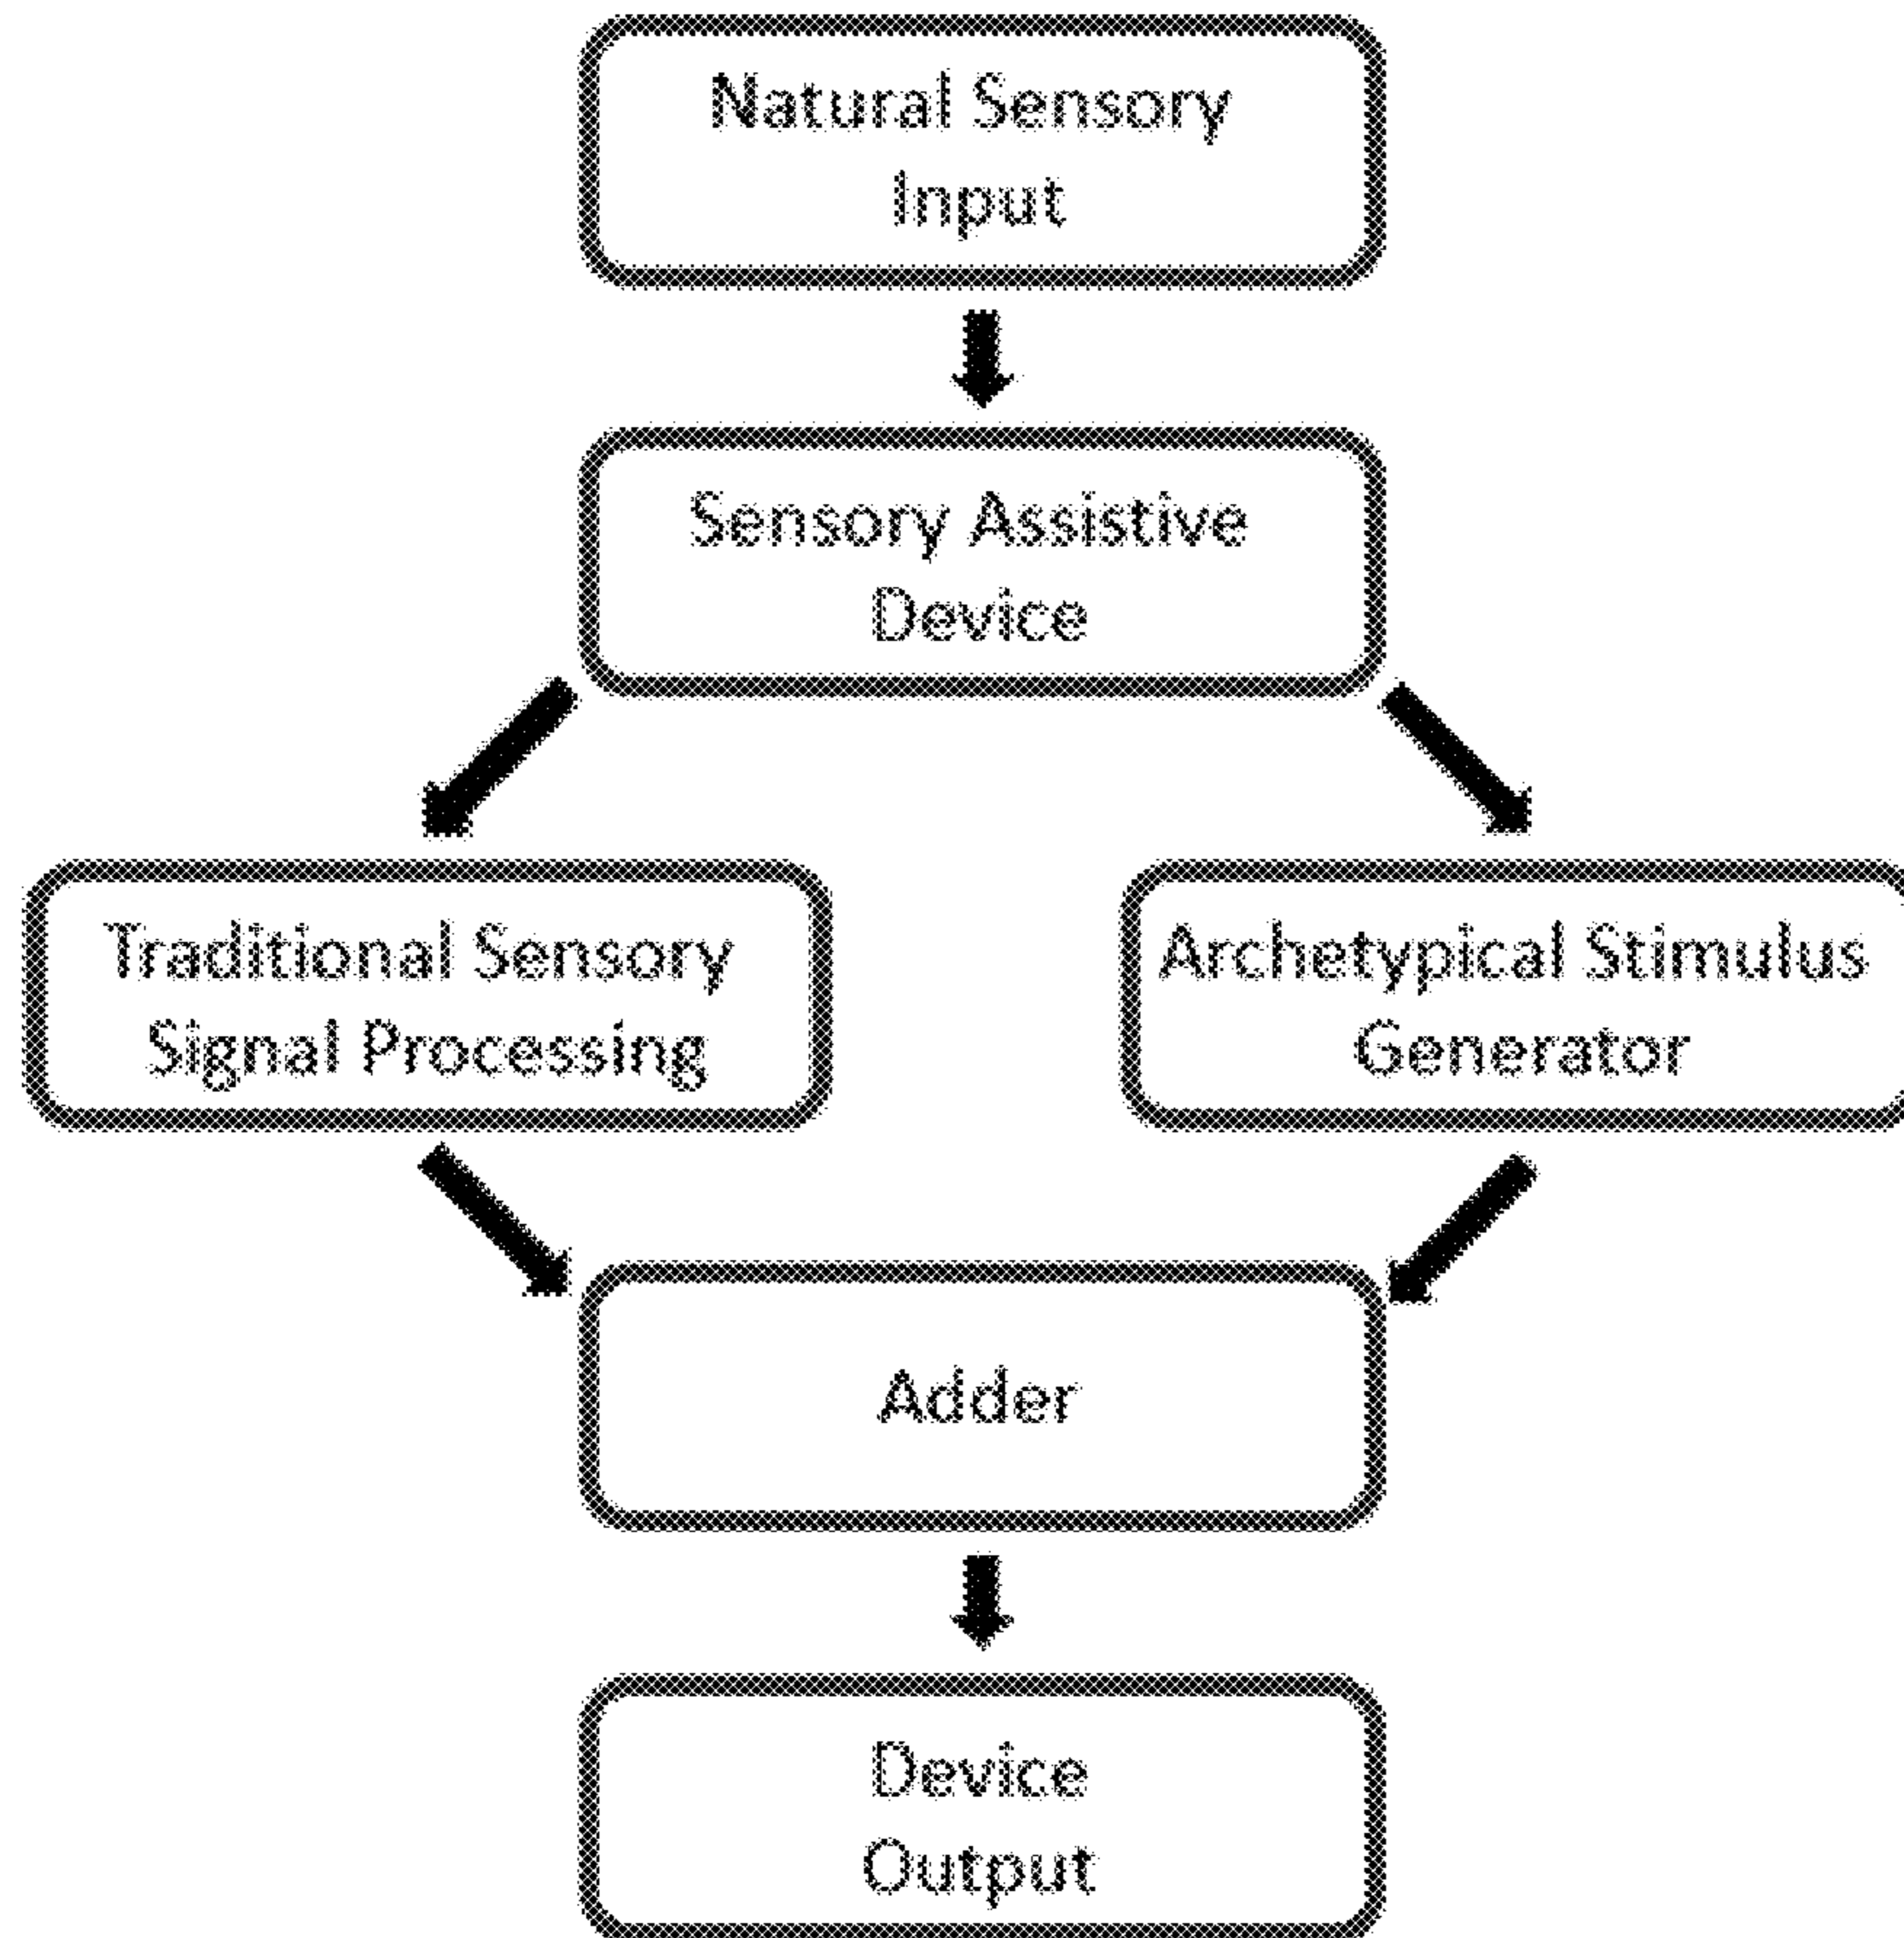 Natural Sensory
Input
Sensory Assistive
Device
Traditional Sensory
Signal Processing
Archetypical Stimulus
Generator
Adder
Device
Output